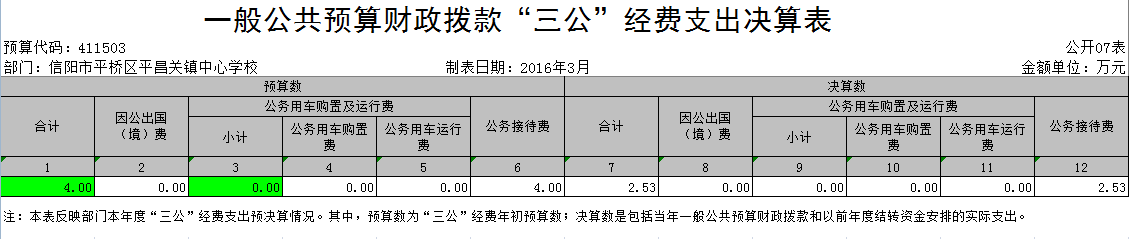 一般公共预算财政拨款“三公”经费支出决算表
预算代码：411503 公开07表
部门：信阳市平桥区平昌关镇中心学校 制表日期：2016年3月 金额单位：万元
预算数 决算数
合计 因公出国（境）费 公务用车购置及运行费 公务接待费 合计 因公出国（境）费 公务用车购置及运行费 公务接待费
小计 公务用车购置费 公务用车运行费 小计 公务用车购置费 公务用车运行费
1 2 3 4 5 6 7 8 9 10 11 12
4.00 0.00 0.00 0.00 0.00 4.00 2.53 0.00 0.00 0.00 0.00 2.53
注：本表反映部门本年度“三公”经费支出预决算情况。其中，预算数为“三公”经费年初预算数；决算数是包括当年一般公共预算财政拨款和以前年度结转资金安排的实际支出。